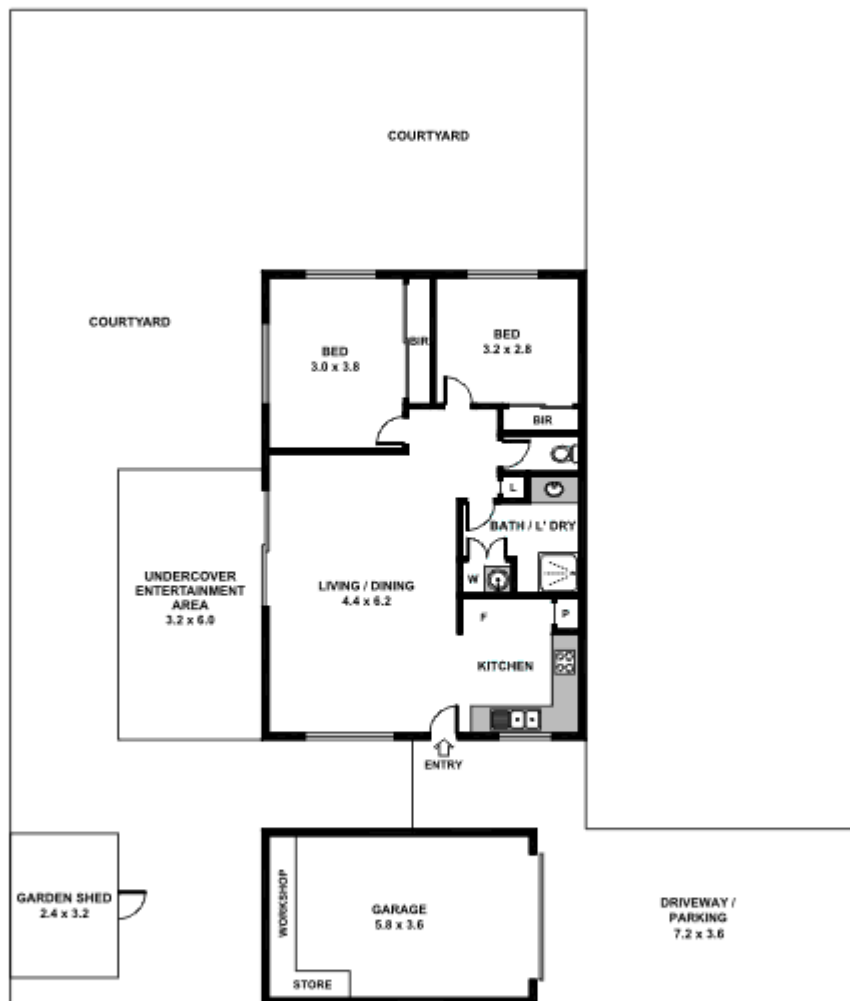 COURTYARD
COURTYARD
BED
3.0 x 3.8
BIR
BED
3.2 x 2.8
BIR
L
BATH / L' DRY
W
UNDERCOVER
ENTERTAINMENT
AREA
3.2 x 6.0
LIVING / DINING
4.4 x 6.2
F
P
KITCHEN
ENTRY
GARDEN SHED
2.4 x 3.2
WORKSHOP
GARAGE
5.8 x 3.6
STORE
DRIVEWAY /
PARKING
7.2 x 3.6